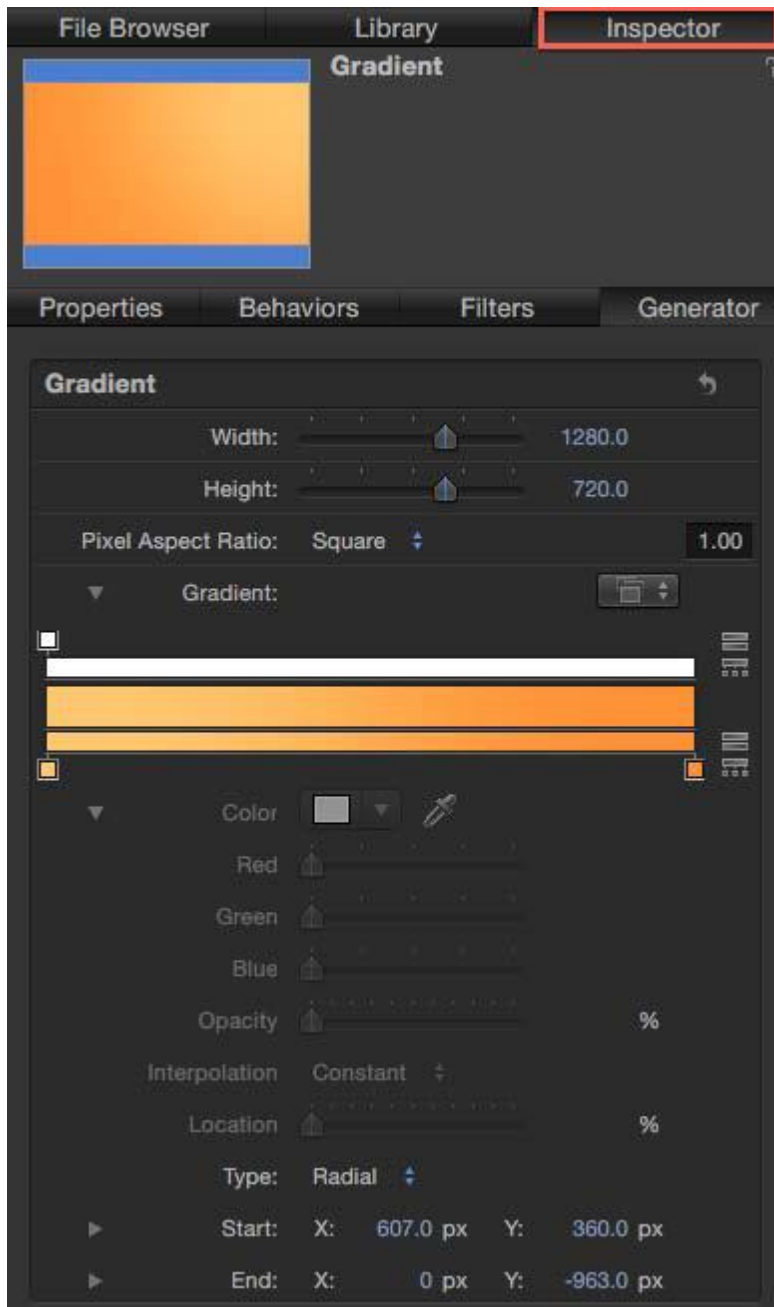 File Browser Library Inspector
Gradient
Properties Behaviors Filters Generator
Gradient
Width: 1280.0
Height: 720.0
Pixel Aspect Ratio: Square 1.00
Gradient:
Color
Red
Green
Blue
Opacity %
Interpolation Constant
Location %
Type: Radial
Start: X: 607.0 px Y: 360.0 px
End: X: 0 px Y: -963.0 px